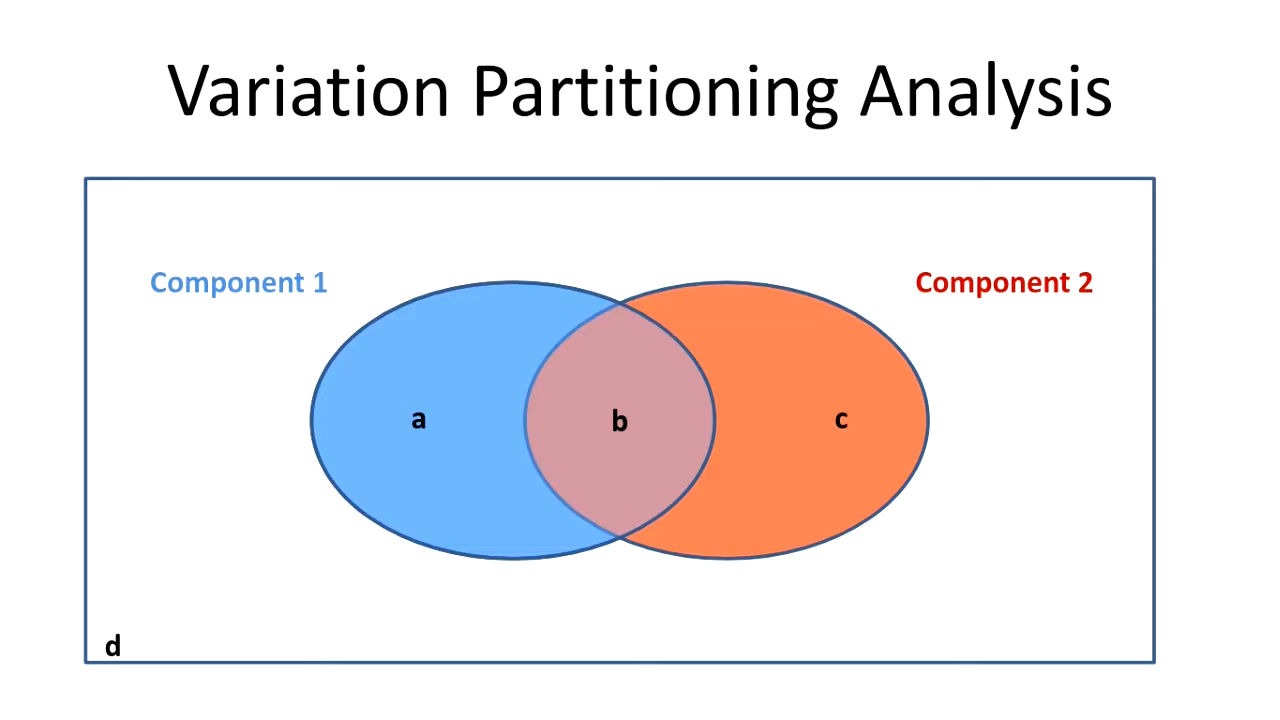 Variation Partitioning Analysis
Component 1
Component 2
a
b
c
d